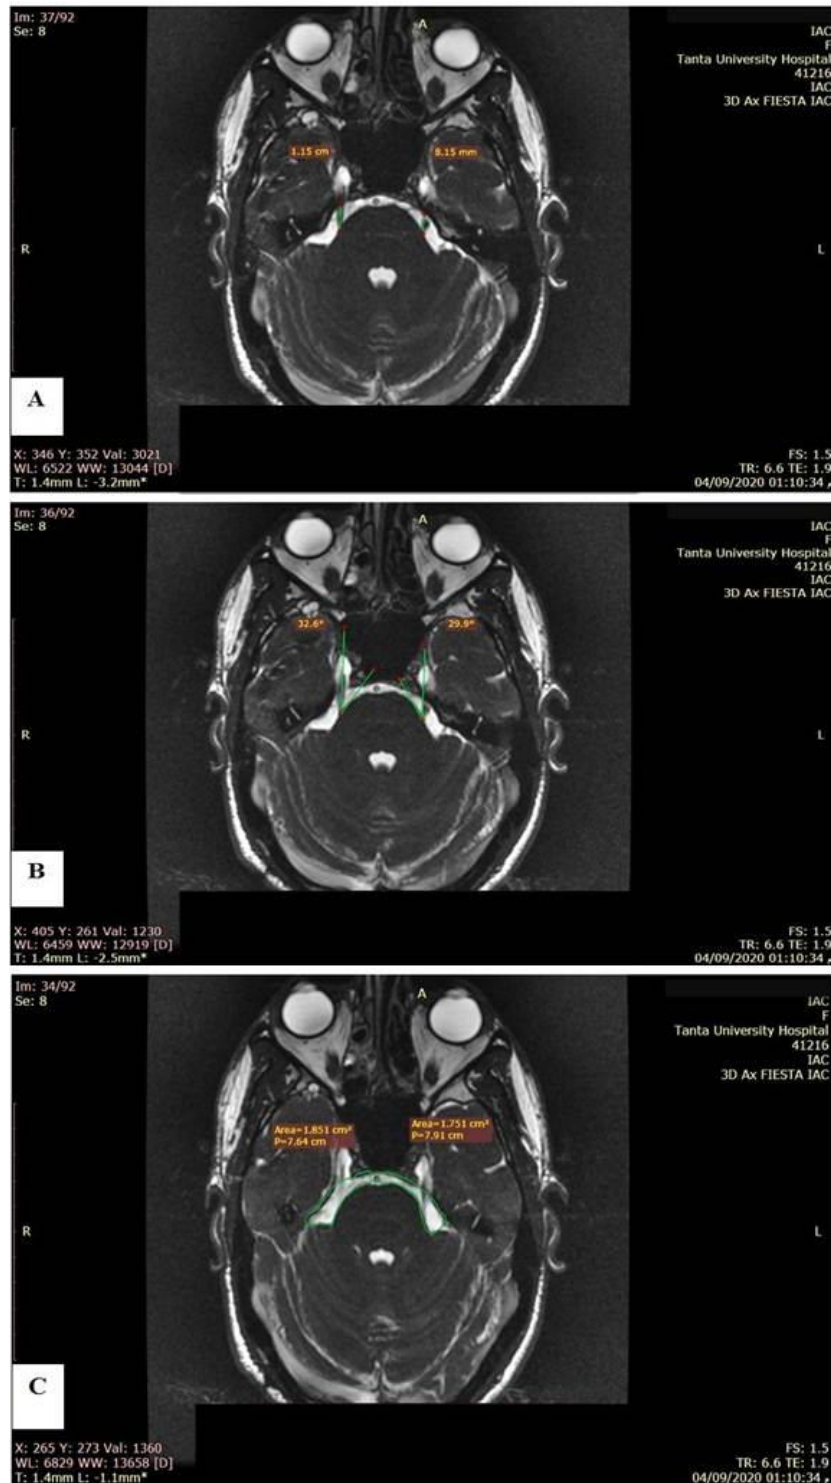 Im: 37/92
Se: 8
A
IAC
F
Tanta University Hospital
41216
IAC
3D Ax FIESTA IAC
1.15 cm
8.15 mm
R
L
A
X: 346 Y: 352 Val: 3021
WL: 6522 WW: 13044 [D]
T: 1.4mm L: -3.2mm*
FS: 1.5
TR: 6.6 TE: 1.9
04/09/2020 01:10:34 م
Im: 36/92
Se: 8
A
IAC
F
Tanta University Hospital
41216
IAC
3D Ax FIESTA IAC
32.6°
29.9°
R
L
B
X: 405 Y: 261 Val: 1230
WL: 6459 WW: 12919 [D]
T: 1.4mm L: -2.5mm*
FS: 1.5
TR: 6.6 TE: 1.9
04/09/2020 01:10:34 م
Im: 34/92
Se: 8
A
IAC
F
Tanta University Hospital
41216
IAC
3D Ax FIESTA IAC
Area=1.851 cm²
P=7.64 cm
Area=1.751 cm²
P=7.91 cm
R
L
C
X: 265 Y: 273 Val: 1360
WL: 6829 WW: 13658 [D]
T: 1.4mm L: -1.1mm*
FS: 1.5
TR: 6.6 TE: 1.9
04/09/2020 01:10:34 م